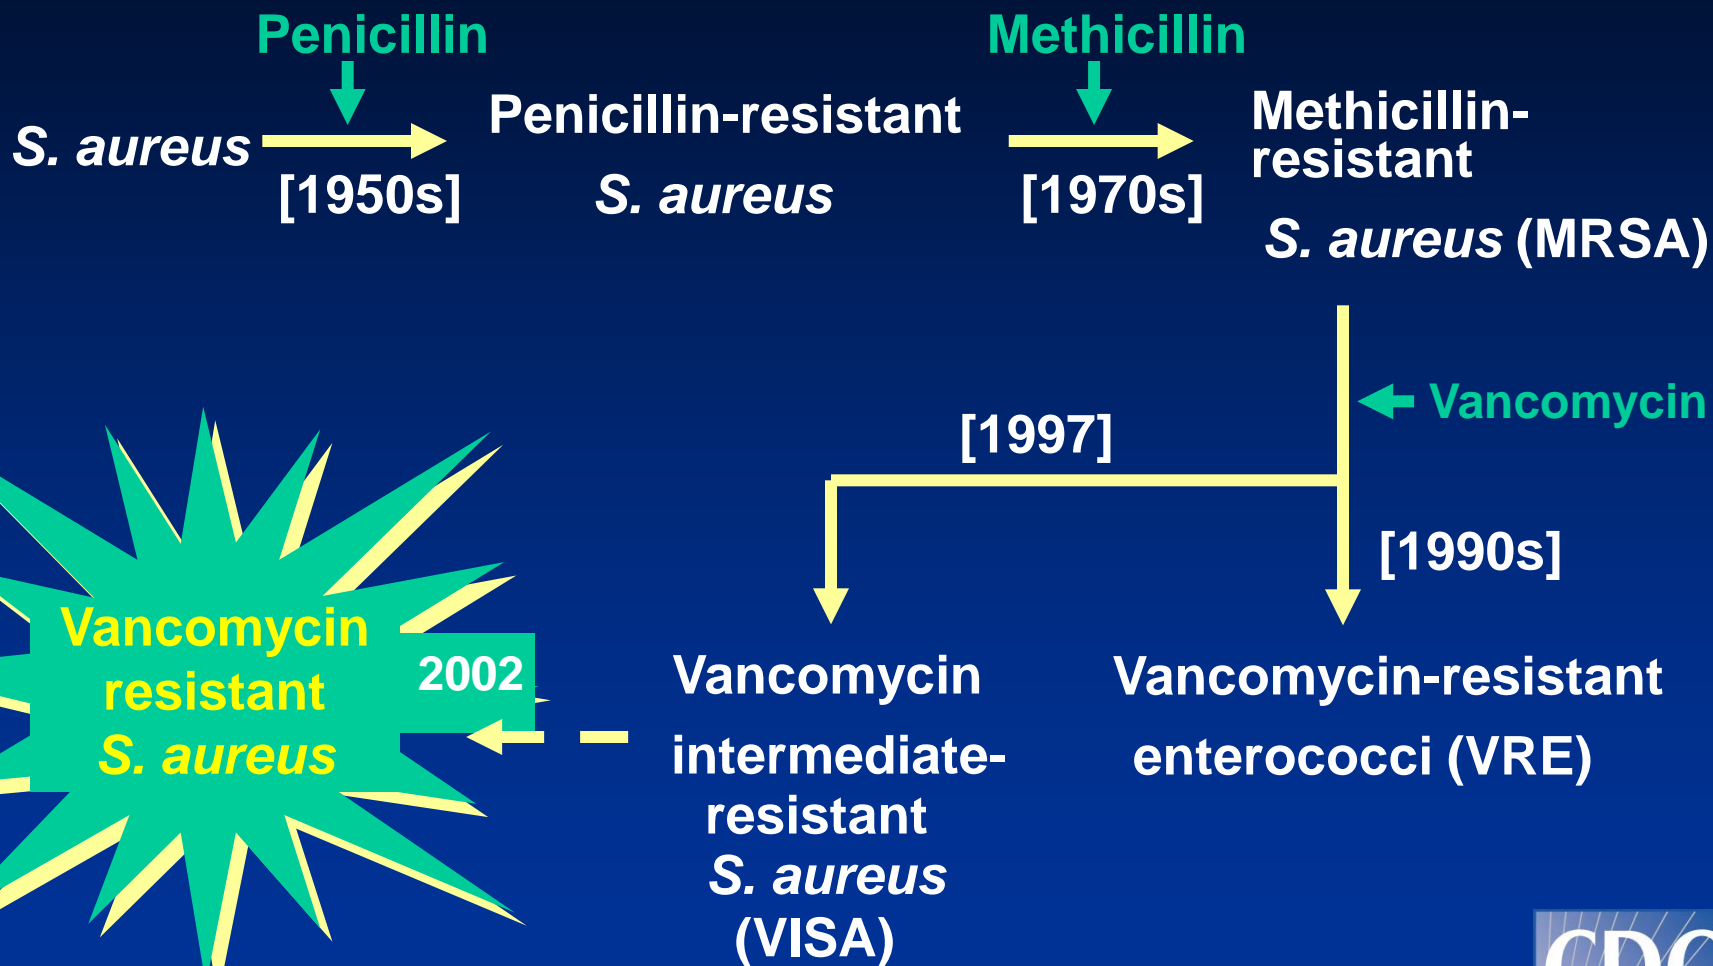 Penicillin
Methicillin
S. aureus
[1950s]
Penicillin-resistant
S. aureus
[1970s]
Methicillin-
resistant
S. aureus (MRSA)
Vancomycin
[1997]
[1990s]
Vancomycin
resistant
S. aureus
2002
Vancomycin
intermediate-
resistant
S. aureus
(VISA)
Vancomycin-resistant
enterococci (VRE)
CDC